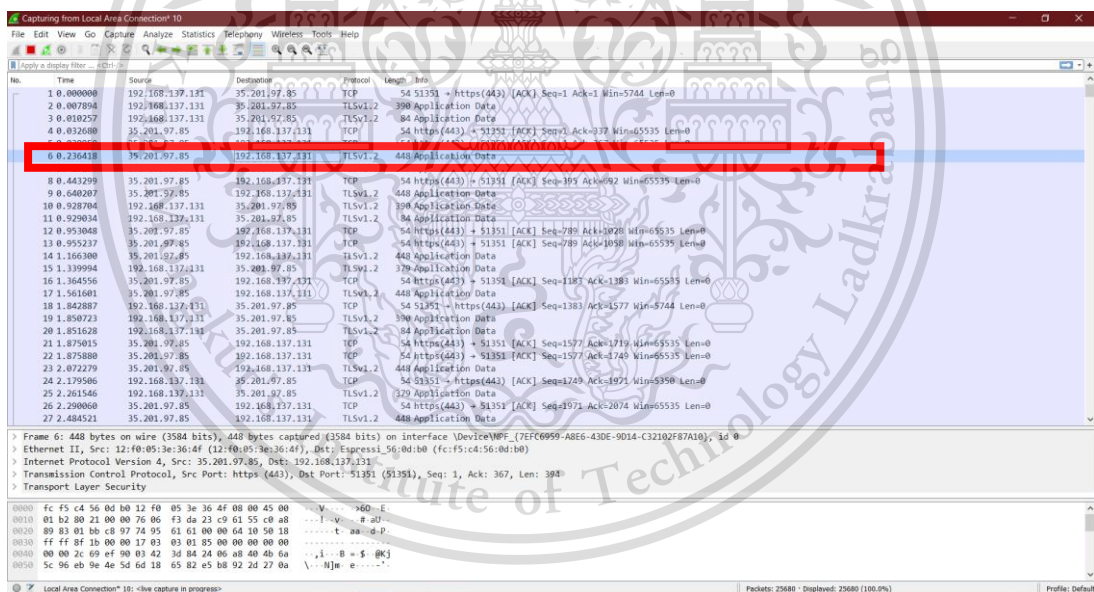 Capturing from Local Area Connection* 10
File Edit View Go Capture Analyze Statistics Telephony Wireless Tools Help
Apply a display filter ... <Ctrl-/>
No. Time Source Destination Protocol Length Info
1 0.000000 192.168.137.131 35.201.97.85 TCP 54 51351 → https(443) [ACK] Seq=1 Ack=1 Win=5744 Len=0
2 0.007894 192.168.137.131 35.201.97.85 TLSv1.2 390 Application Data
3 0.010257 192.168.137.131 35.201.97.85 TLSv1.2 84 Application Data
4 0.032680 35.201.97.85 192.168.137.131 TCP 54 https(443) → 51351 [ACK] Seq=1 Ack=337 Win=65535 Len=0
6 0.236418 35.201.97.85 192.168.137.131 TLSv1.2 448 Application Data
8 0.443299 35.201.97.85 192.168.137.131 TCP 54 https(443) → 51351 [ACK] Seq=395 Ack=692 Win=65535 Len=0
9 0.640207 35.201.97.85 192.168.137.131 TLSv1.2 448 Application Data
10 0.928704 192.168.137.131 35.201.97.85 TLSv1.2 390 Application Data
11 0.929034 192.168.137.131 35.201.97.85 TLSv1.2 84 Application Data
12 0.953048 35.201.97.85 192.168.137.131 TCP 54 https(443) → 51351 [ACK] Seq=789 Ack=1028 Win=65535 Len=0
13 0.955237 35.201.97.85 192.168.137.131 TCP 54 https(443) → 51351 [ACK] Seq=789 Ack=1058 Win=65535 Len=0
14 1.166300 35.201.97.85 192.168.137.131 TLSv1.2 448 Application Data
15 1.339994 192.168.137.131 35.201.97.85 TLSv1.2 379 Application Data
16 1.364556 35.201.97.85 192.168.137.131 TCP 54 https(443) → 51351 [ACK] Seq=1183 Ack=1383 Win=65535 Len=0
17 1.561601 35.201.97.85 192.168.137.131 TLSv1.2 448 Application Data
18 1.842887 192.168.137.131 35.201.97.85 TCP 54 51351 → https(443) [ACK] Seq=1383 Ack=1577 Win=5744 Len=0
19 1.850723 192.168.137.131 35.201.97.85 TLSv1.2 390 Application Data
20 1.851628 192.168.137.131 35.201.97.85 TLSv1.2 84 Application Data
21 1.875015 35.201.97.85 192.168.137.131 TCP 54 https(443) → 51351 [ACK] Seq=1577 Ack=1719 Win=65535 Len=0
22 1.875880 35.201.97.85 192.168.137.131 TCP 54 https(443) → 51351 [ACK] Seq=1577 Ack=1749 Win=65535 Len=0
23 2.072279 35.201.97.85 192.168.137.131 TLSv1.2 448 Application Data
24 2.179506 192.168.137.131 35.201.97.85 TCP 54 51351 → https(443) [ACK] Seq=1749 Ack=1971 Win=5350 Len=0
25 2.261546 192.168.137.131 35.201.97.85 TLSv1.2 379 Application Data
26 2.290060 35.201.97.85 192.168.137.131 TCP 54 https(443) → 51351 [ACK] Seq=1971 Ack=2074 Win=65535 Len=0
27 2.484521 35.201.97.85 192.168.137.131 TLSv1.2 448 Application Data
> Frame 6: 448 bytes on wire (3584 bits), 448 bytes captured (3584 bits) on interface \Device\NPF_{7EFC6959-A8E6-43DE-9D14-C32102F87A10}, id 0
> Ethernet II, Src: 12:f0:05:3e:36:4f (12:f0:05:3e:36:4f), Dst: Espressi_56:0d:b0 (fc:f5:c4:56:0d:b0)
> Internet Protocol Version 4, Src: 35.201.97.85, Dst: 192.168.137.131
> Transmission Control Protocol, Src Port: https (443), Dst Port: 51351 (51351), Seq: 1, Ack: 367, Len: 394
> Transport Layer Security
0000 fc f5 c4 56 0d b0 12 f0 05 3e 36 4f 08 00 45 00
0010 01 b2 80 21 00 00 76 06 f3 da 23 c9 61 55 c0 a8
0020 89 83 01 bb c8 97 74 95 61 61 00 00 64 10 50 18
0030 ff ff 8f 1b 00 00 17 03 03 01 85 00 00 00 00 00
0040 00 00 2c 69 ef 90 03 42 3d 84 24 06 a8 40 4b 6a
0050 5c 96 eb 9e 4e 5d 6d 18 65 82 e5 b8 92 2d 27 0a
Local Area Connection* 10: <live capture in progress>
Packets: 25680 · Displayed: 25680 (100.0%)
Profile: Default
Institute of Technology Ladkrabang